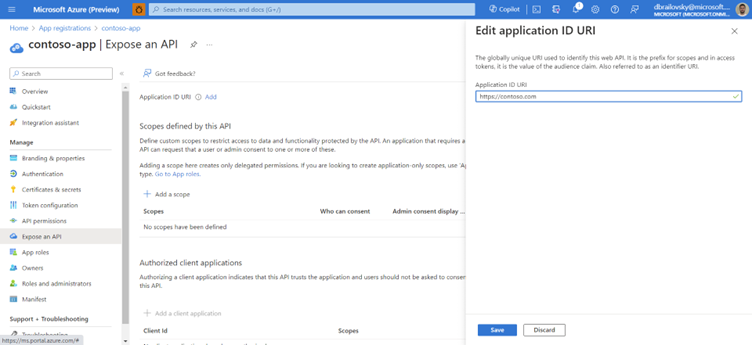 Microsoft Azure (Preview)
Search resources, services, and docs (G+/)
Copilot
1
dbrailovsky@microsoft....
Home > App registrations > contoso-app
contoso-app | Expose an API
Search
Got feedback?
Overview
Quickstart
Integration assistant
Manage
Branding & properties
Authentication
Certificates & secrets
Token configuration
API permissions
Expose an API
App roles
Owners
Roles and administrators
Manifest
Support + Troubleshooting
Troubleshooting
https://ms.portal.azure.com/#
Application ID URI Add
Scopes defined by this API
Define custom scopes to restrict access to data and functionality protected by the API. An application that requires a
API can request that a user or admin consent to one or more of these.
Adding a scope here creates only delegated permissions. If you are looking to create application-only scopes, use 'Ap
type. Go to App roles.
Add a scope
Scopes Who can consent Admin consent display ...
No scopes have been defined
Authorized client applications
Authorizing a client application indicates that this API trusts the application and users should not be asked to consen
this API.
Add a client application
Client Id Scopes
Edit application ID URI
The globally unique URI used to identify this web API. It is the prefix for scopes and in access
tokens, it is the value of the audience claim. Also referred to as an identifier URI.
Application ID URI
https://contoso.com
Save Discard